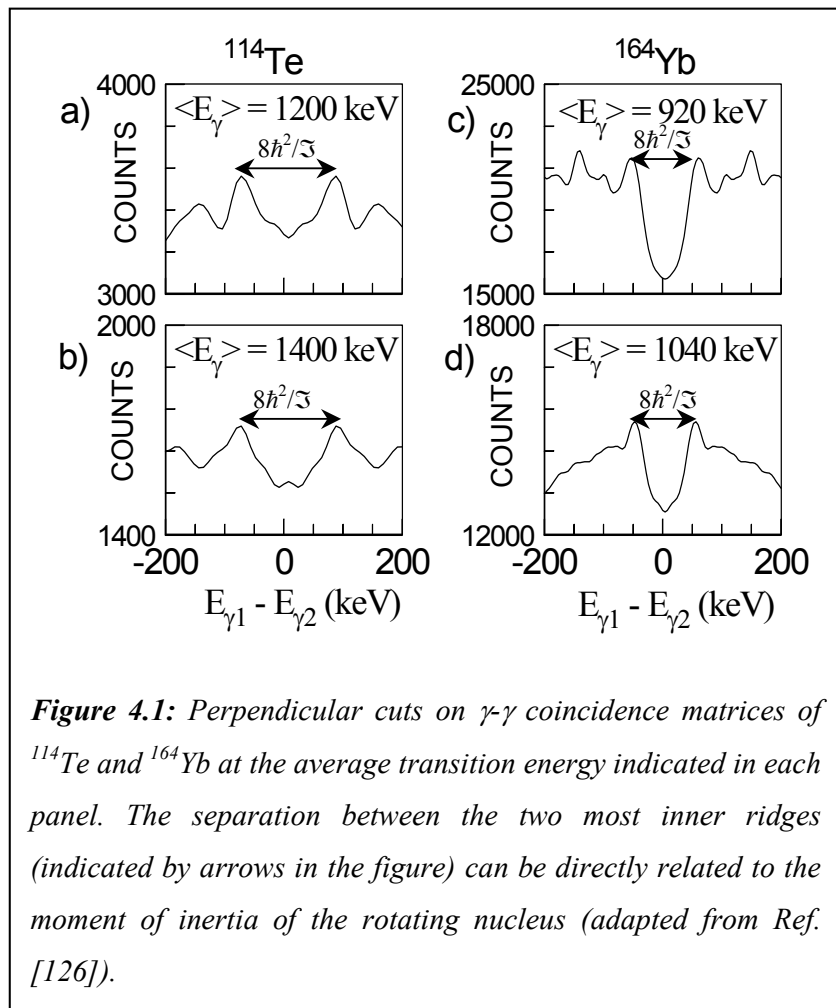 ¹¹⁴Te
¹⁶⁴Yb
a)
4000
<Eγ> = 1200 keV
8ħ²/ℑ
COUNTS
3000
c)
25000
<Eγ> = 920 keV
8ħ²/ℑ
COUNTS
15000
b)
2000
<Eγ> = 1400 keV
8ħ²/ℑ
COUNTS
1400
-200 0 200
Eγ1 - Eγ2 (keV)
d)
18000
<Eγ> = 1040 keV
8ħ²/ℑ
COUNTS
12000
-200 0 200
Eγ1 - Eγ2 (keV)
Figure 4.1: Perpendicular cuts on γ-γ coincidence matrices of
¹¹⁴Te and ¹⁶⁴Yb at the average transition energy indicated in each
panel. The separation between the two most inner ridges
(indicated by arrows in the figure) can be directly related to the
moment of inertia of the rotating nucleus (adapted from Ref.
[126]).